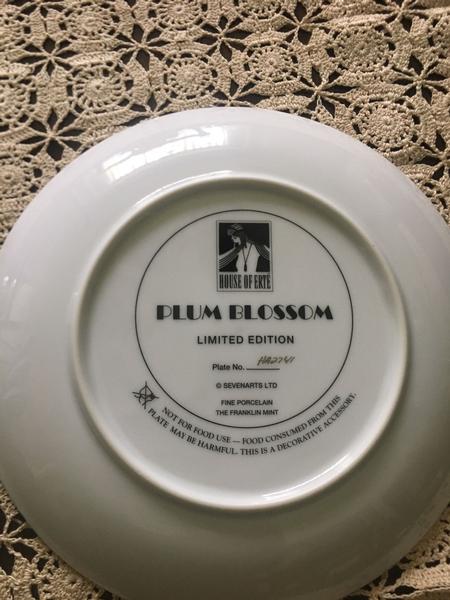 HOUSE OF ERTÉ
PLUM BLOSSOM
LIMITED EDITION
Plate No. HA2741
© SEVENARTS LTD
FINE PORCELAIN
THE FRANKLIN MINT
NOT FOR FOOD USE — FOOD CONSUMED FROM THIS
PLATE MAY BE HARMFUL. THIS IS A DECORATIVE ACCESSORY.